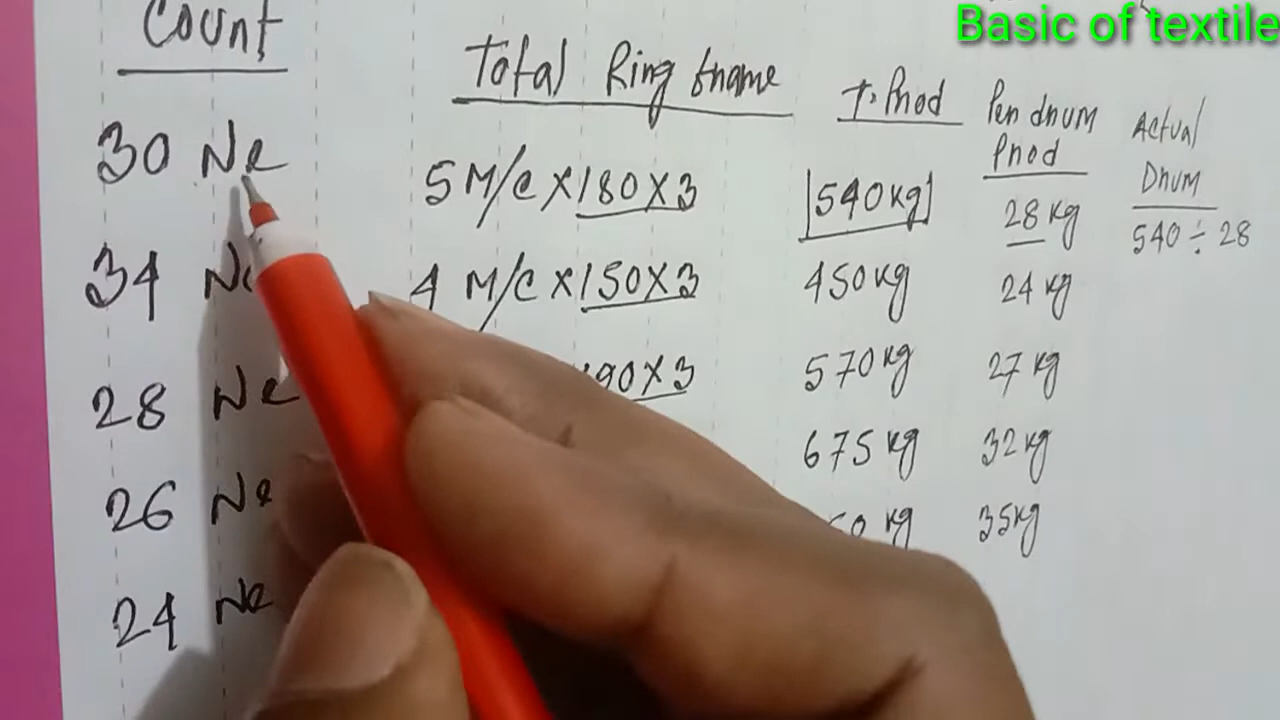 Basic of textile
Count Total Ring frame T. Prod Per drum Prod Actual Drum
30 Ne 5 M/C X 180 X 3 540 kg 28 kg 540 ÷ 28
34 4 M/C X 150 X 3 450 kg 24 kg
28 Ne 90 X 3 570 kg 27 kg
26 Ne 675 kg 32 kg
24 Ne kg 35 kg